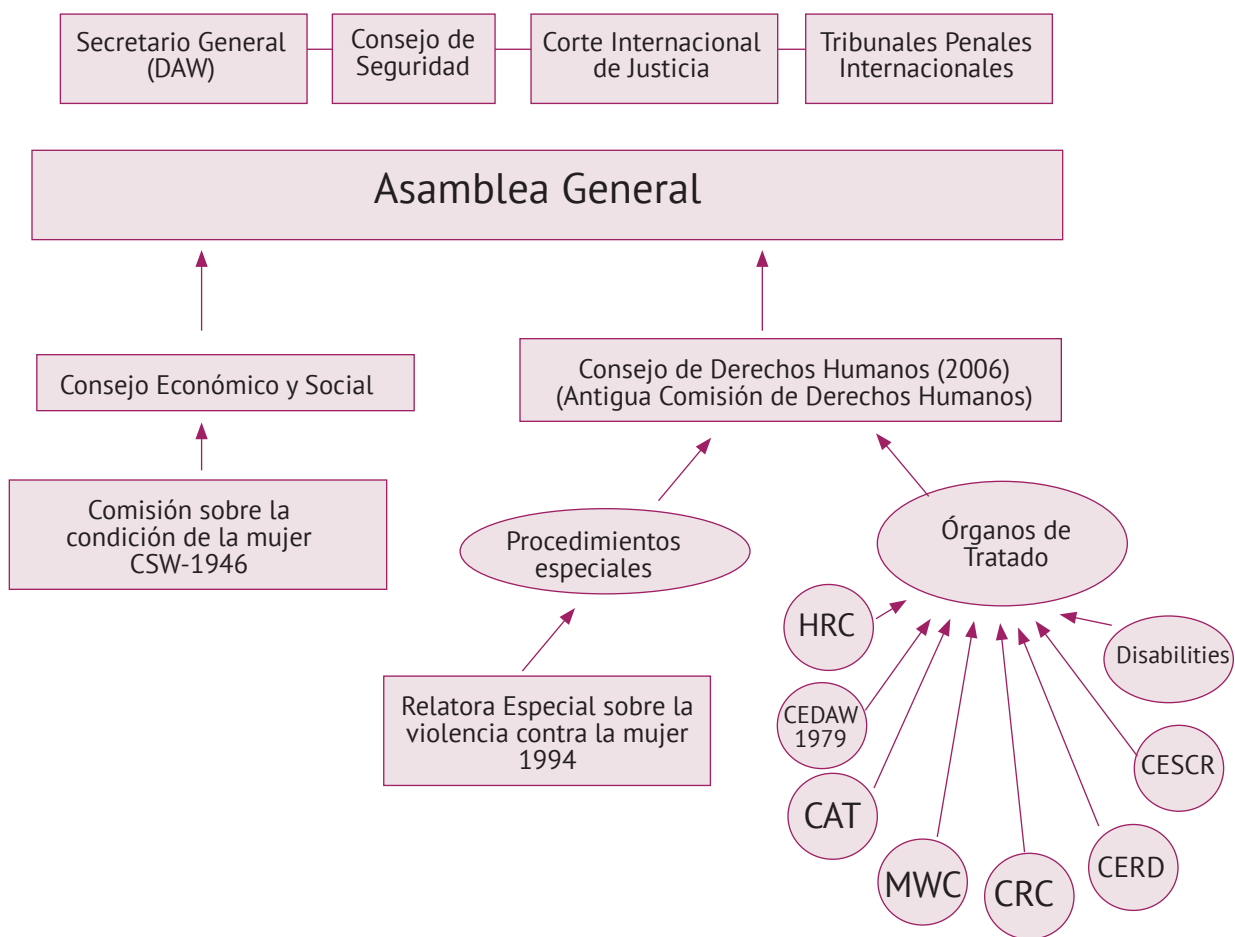 Secretario General
(DAW)
Consejo de
Seguridad
Corte Internacional
de Justicia
Tribunales Penales
Internacionales
Asamblea General
Consejo Económico y Social
Consejo de Derechos Humanos (2006)
(Antigua Comisión de Derechos Humanos)
Comisión sobre la
condición de la mujer
CSW-1946
Procedimientos
especiales
Órganos de
Tratado
Relatora Especial sobre la
violencia contra la mujer
1994
HRC
CEDAW
1979
CAT
MWC
CRC
CERD
CESCR
Disabilities